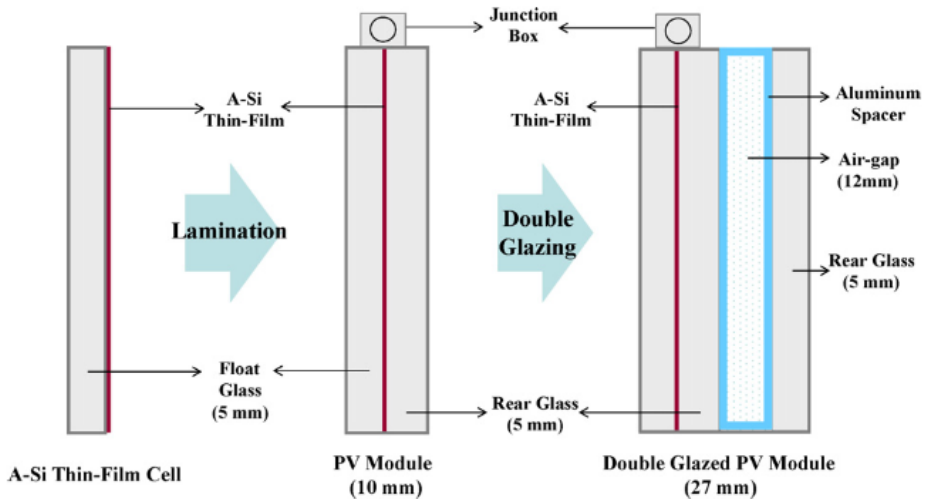 Junction
Box
A-Si
Thin-Film
A-Si
Thin-Film
Aluminum
Spacer
Air-gap
(12mm)
Lamination
Double
Glazing
Rear Glass
(5 mm)
Float
Glass
(5 mm)
Rear Glass
(5 mm)
A-Si Thin-Film Cell
PV Module
(10 mm)
Double Glazed PV Module
(27 mm)